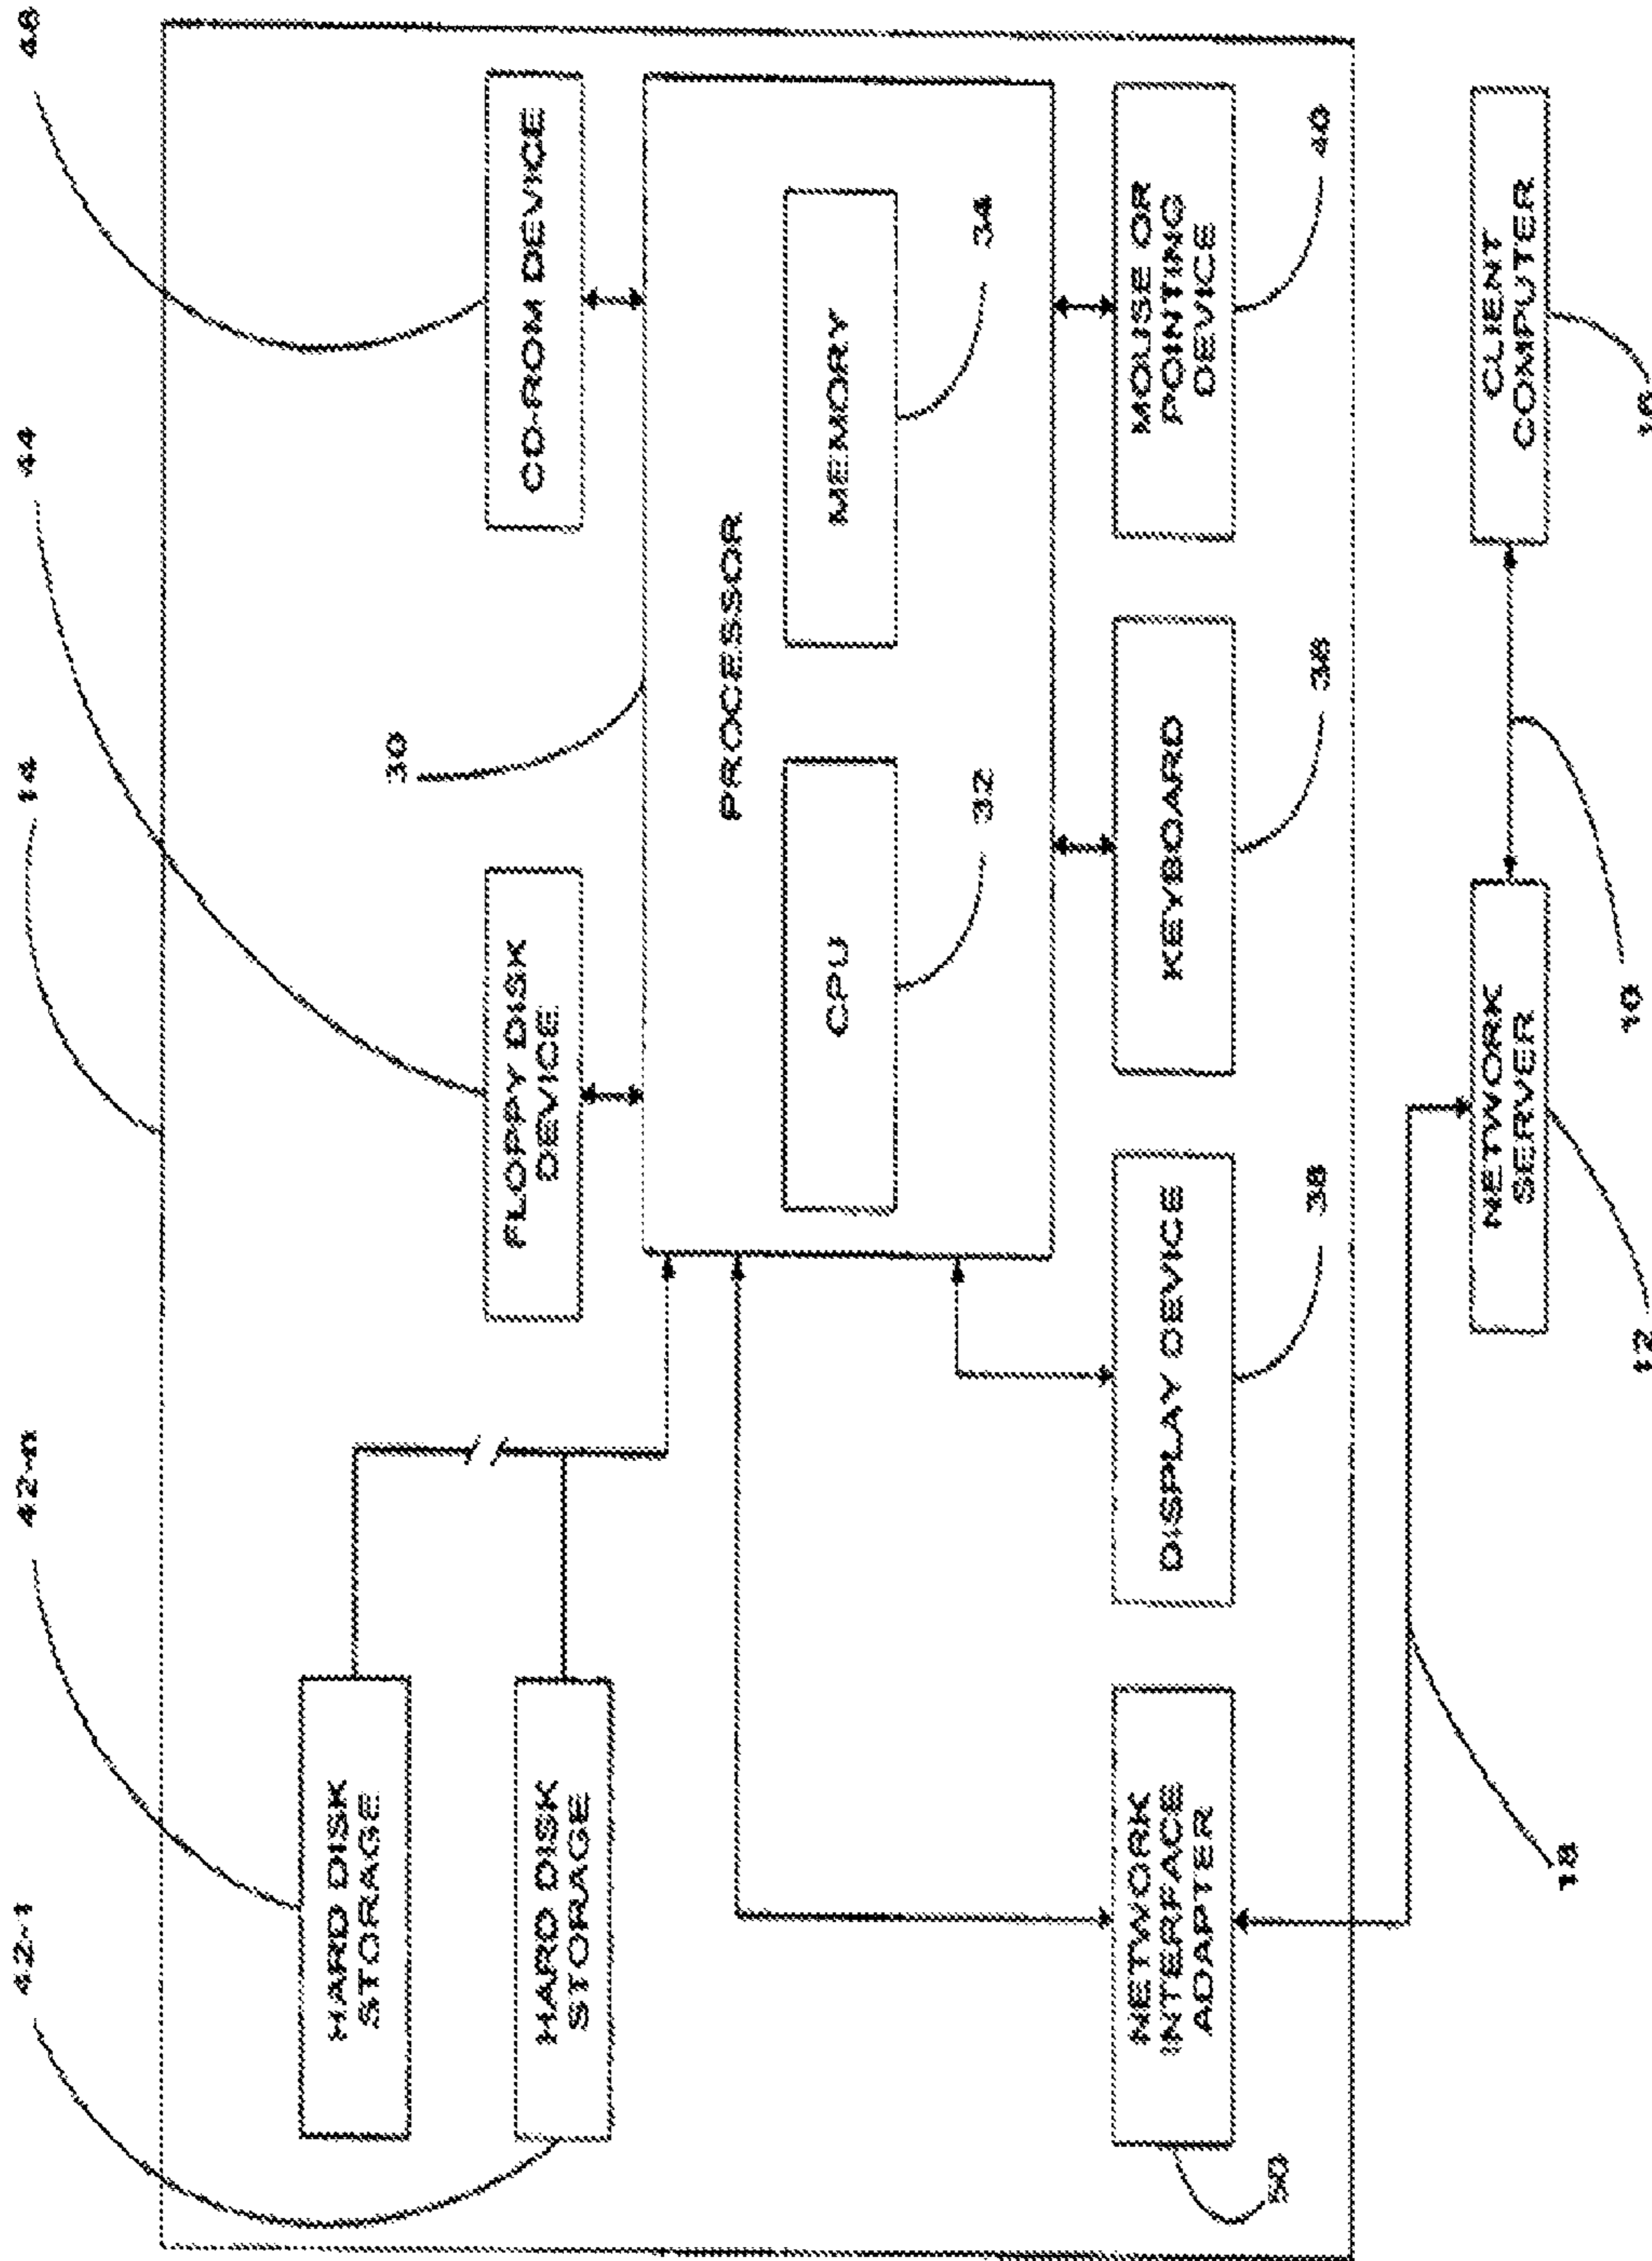 42-1
42-n
14
44
46
HARD DISK
STORAGE
30
FLOPPY DISK
DEVICE
CD-ROM DEVICE
HARD DISK
STORAGE
PROCESSOR
CPU
MEMORY
32
34
NETWORK
INTERFACE
ADAPTER
DISPLAY DEVICE
KEYBOARD
MOUSE OR
POINTING
DEVICE
50
38
36
40
NETWORK
SERVER
CLIENT
COMPUTER
18
12
10
16